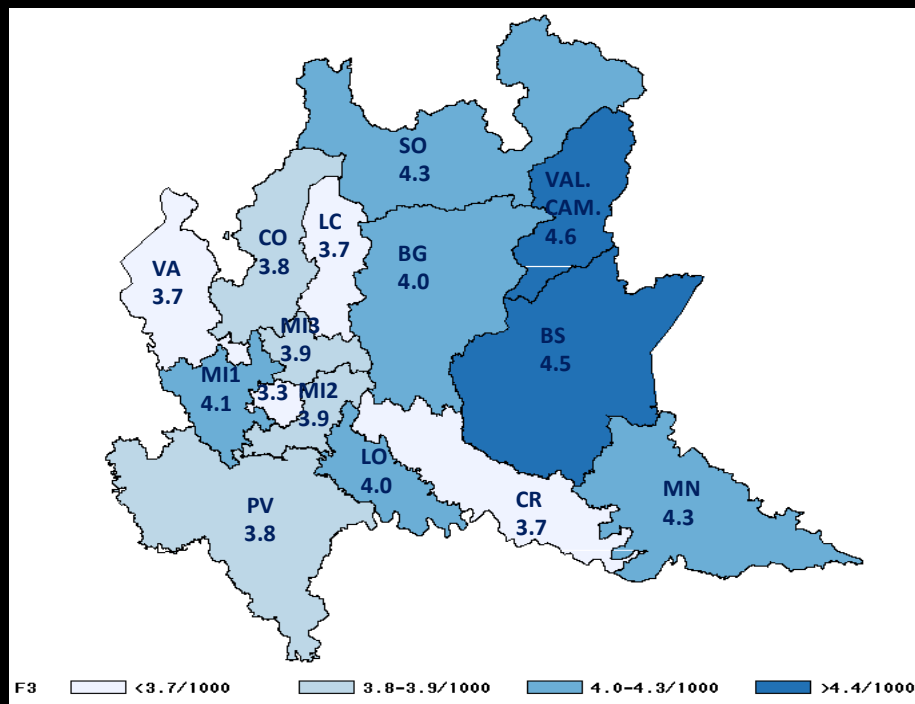 SO
4.3
VAL.
CAM.
4.6
LC
3.7
CO
3.8
BG
4.0
VA
3.7
MI3
3.9
BS
4.5
MI1
4.1
3.3
MI2
3.9
LO
4.0
CR
3.7
MN
4.3
PV
3.8
F3 <3.7/1000 3.8-3.9/1000 4.0-4.3/1000 >4.4/1000